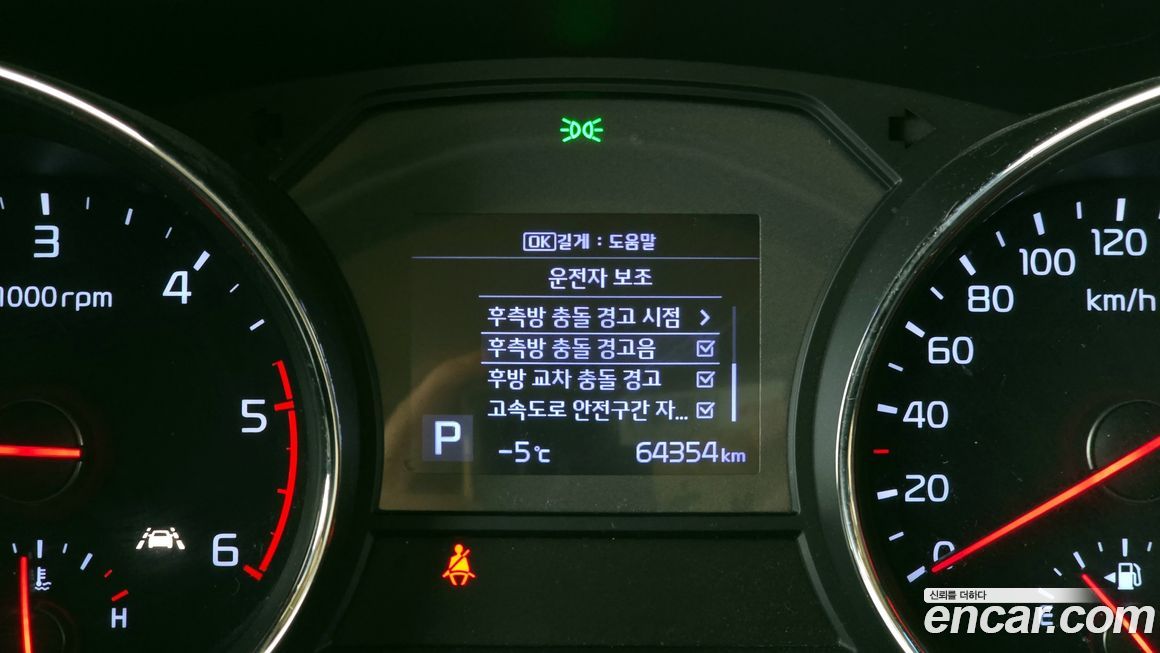 OK길게 : 도움말
운전자 보조
후측방 충돌 경고 시점 >
후측방 충돌 경고음
후방 교차 충돌 경고
고속도로 안전구간 자...
P -5℃ 64354km
3
4
5
6
1000rpm
H
0
20
40
60
80
100
120
km/h
E
신뢰를 더하다
encar.com